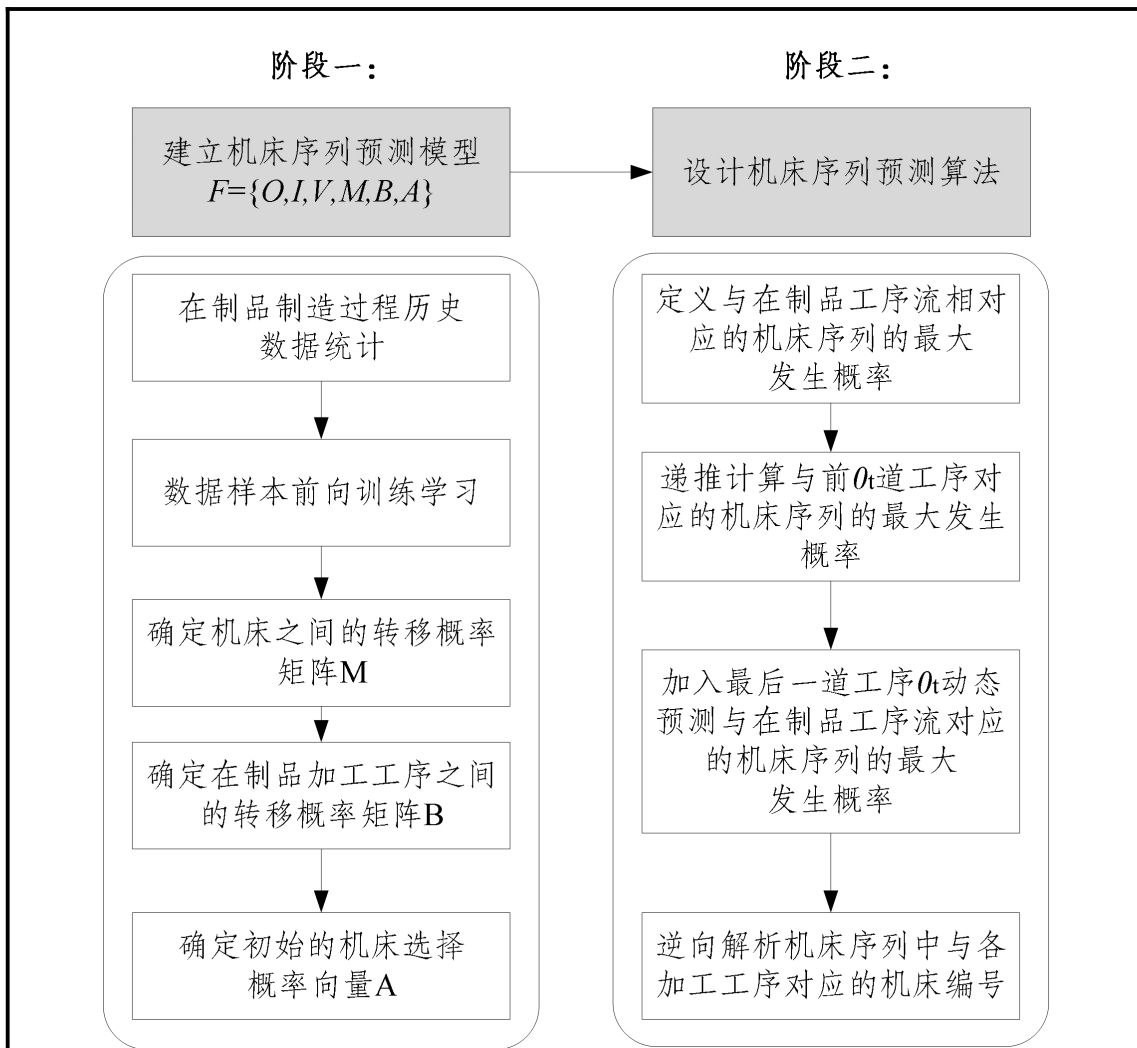 阶段一：
建立机床序列预测模型
F={O,I,V,M,B,A}
在制品制造过程历史
数据统计
数据样本前向训练学习
确定机床之间的转移概率
矩阵M
确定在制品加工工序之间
的转移概率矩阵B
确定初始的机床选择
概率向量A
阶段二：
设计机床序列预测算法
定义与在制品工序流相对
应的机床序列的最大
发生概率
递推计算与前0t道工序对
应的机床序列的最大发生
概率
加入最后一道工序0t动态
预测与在制品工序流对应
的机床序列的最大
发生概率
逆向解析机床序列中与各
加工工序对应的机床编号